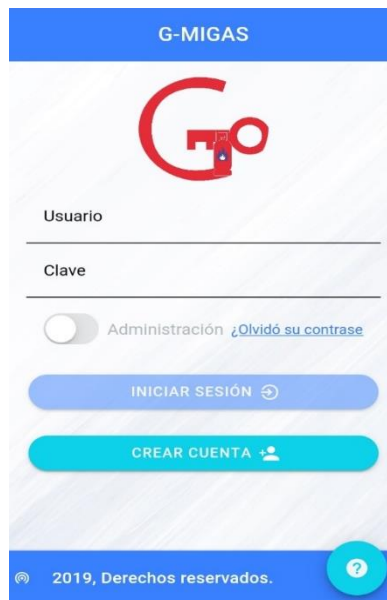 G-MIGAS
Usuario
Clave
Administración ¿Olvidó su contrase
INICIAR SESIÓN
CREAR CUENTA
2019, Derechos reservados.
?